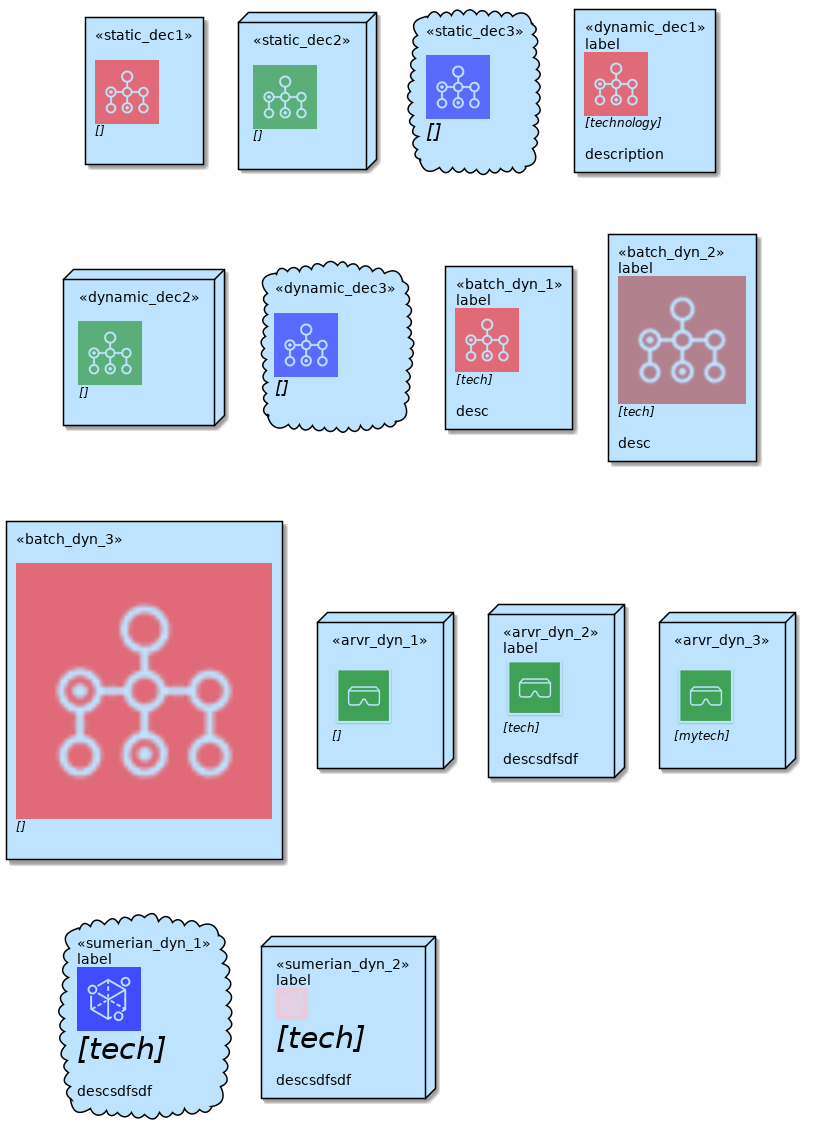 «static_dec1»
[]
«static_dec2»
[]
«static_dec3»
[]
«dynamic_dec1»
label
[technology]
description
«dynamic_dec2»
[]
«dynamic_dec3»
[]
«batch_dyn_1»
label
[tech]
desc
«batch_dyn_2»
label
[tech]
desc
«batch_dyn_3»
[]
«arvr_dyn_1»
[]
«arvr_dyn_2»
label
[tech]
descsdfsdf
«arvr_dyn_3»
[mytech]
«sumerian_dyn_1»
label
[tech]
descsdfsdf
«sumerian_dyn_2»
label
[tech]
descsdfsdf